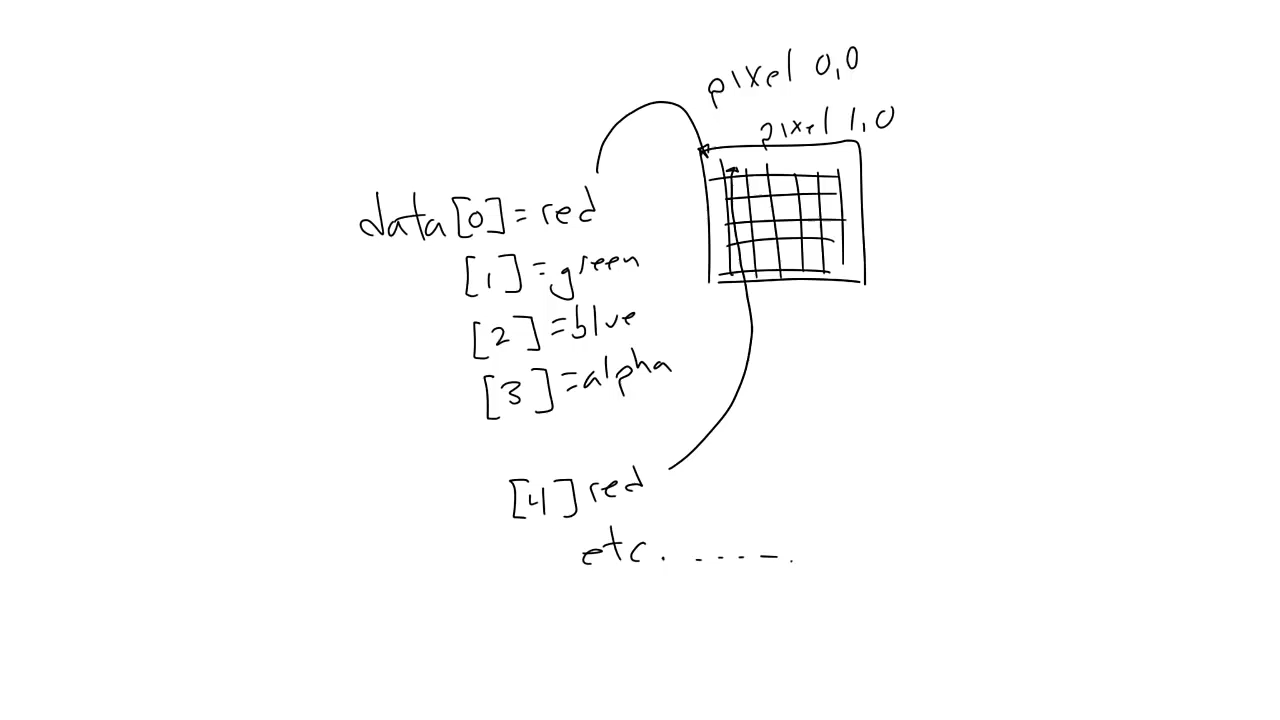 pixel 0,0
pixel 1,0
data[0]=red
[1]=green
[2]=blue
[3]=alpha
[4]red
etc. .....-.